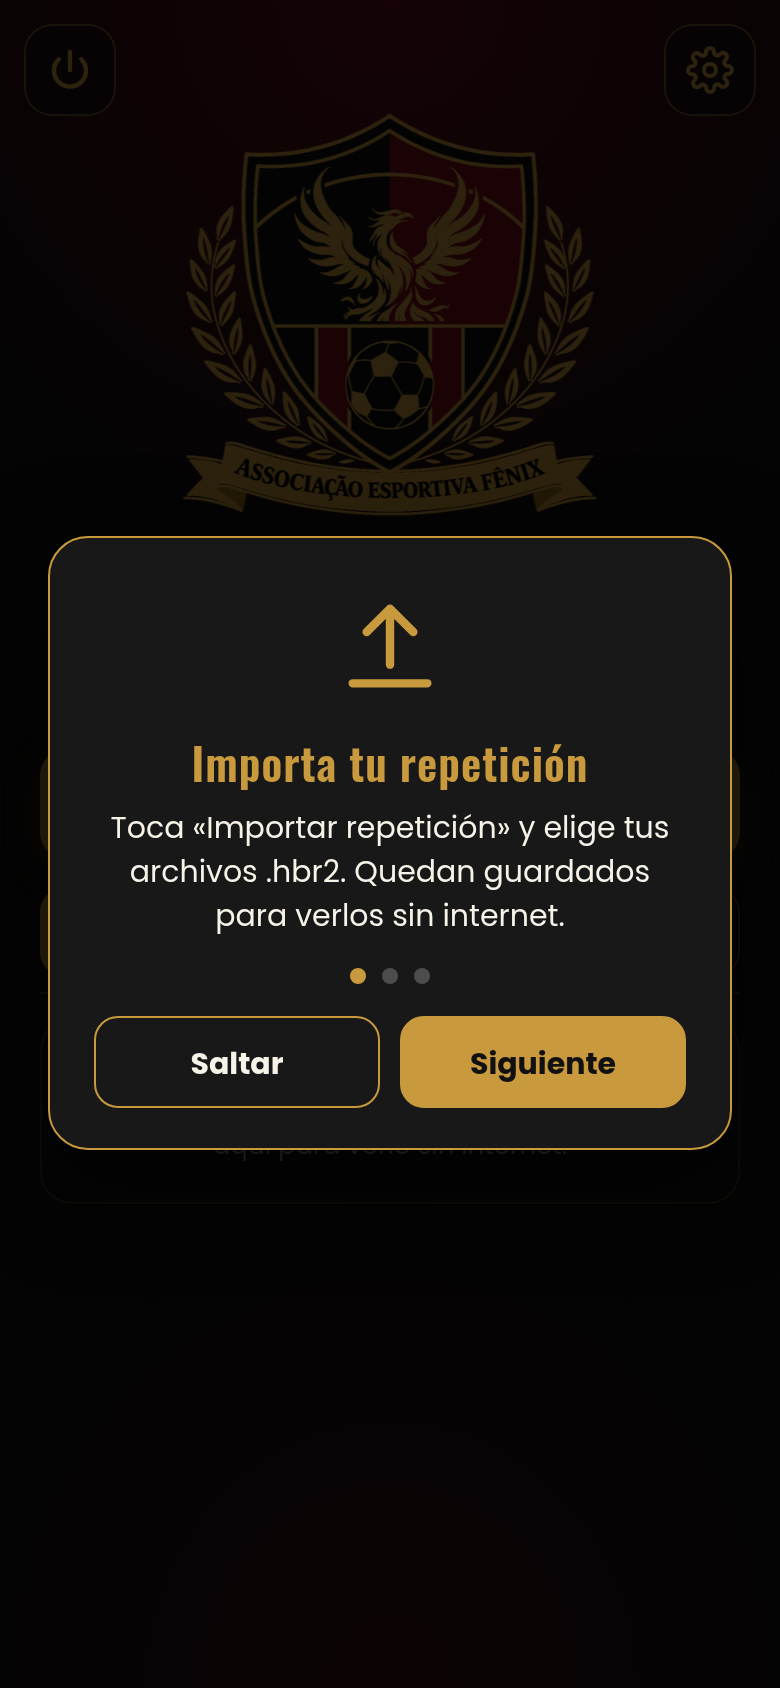 ASSOCIAÇÃO ESPORTIVA FÊNIX
Importa tu repetición
Toca «Importar repetición» y elige tus
archivos .hbr2. Quedan guardados
para verlos sin internet.
Saltar
Siguiente